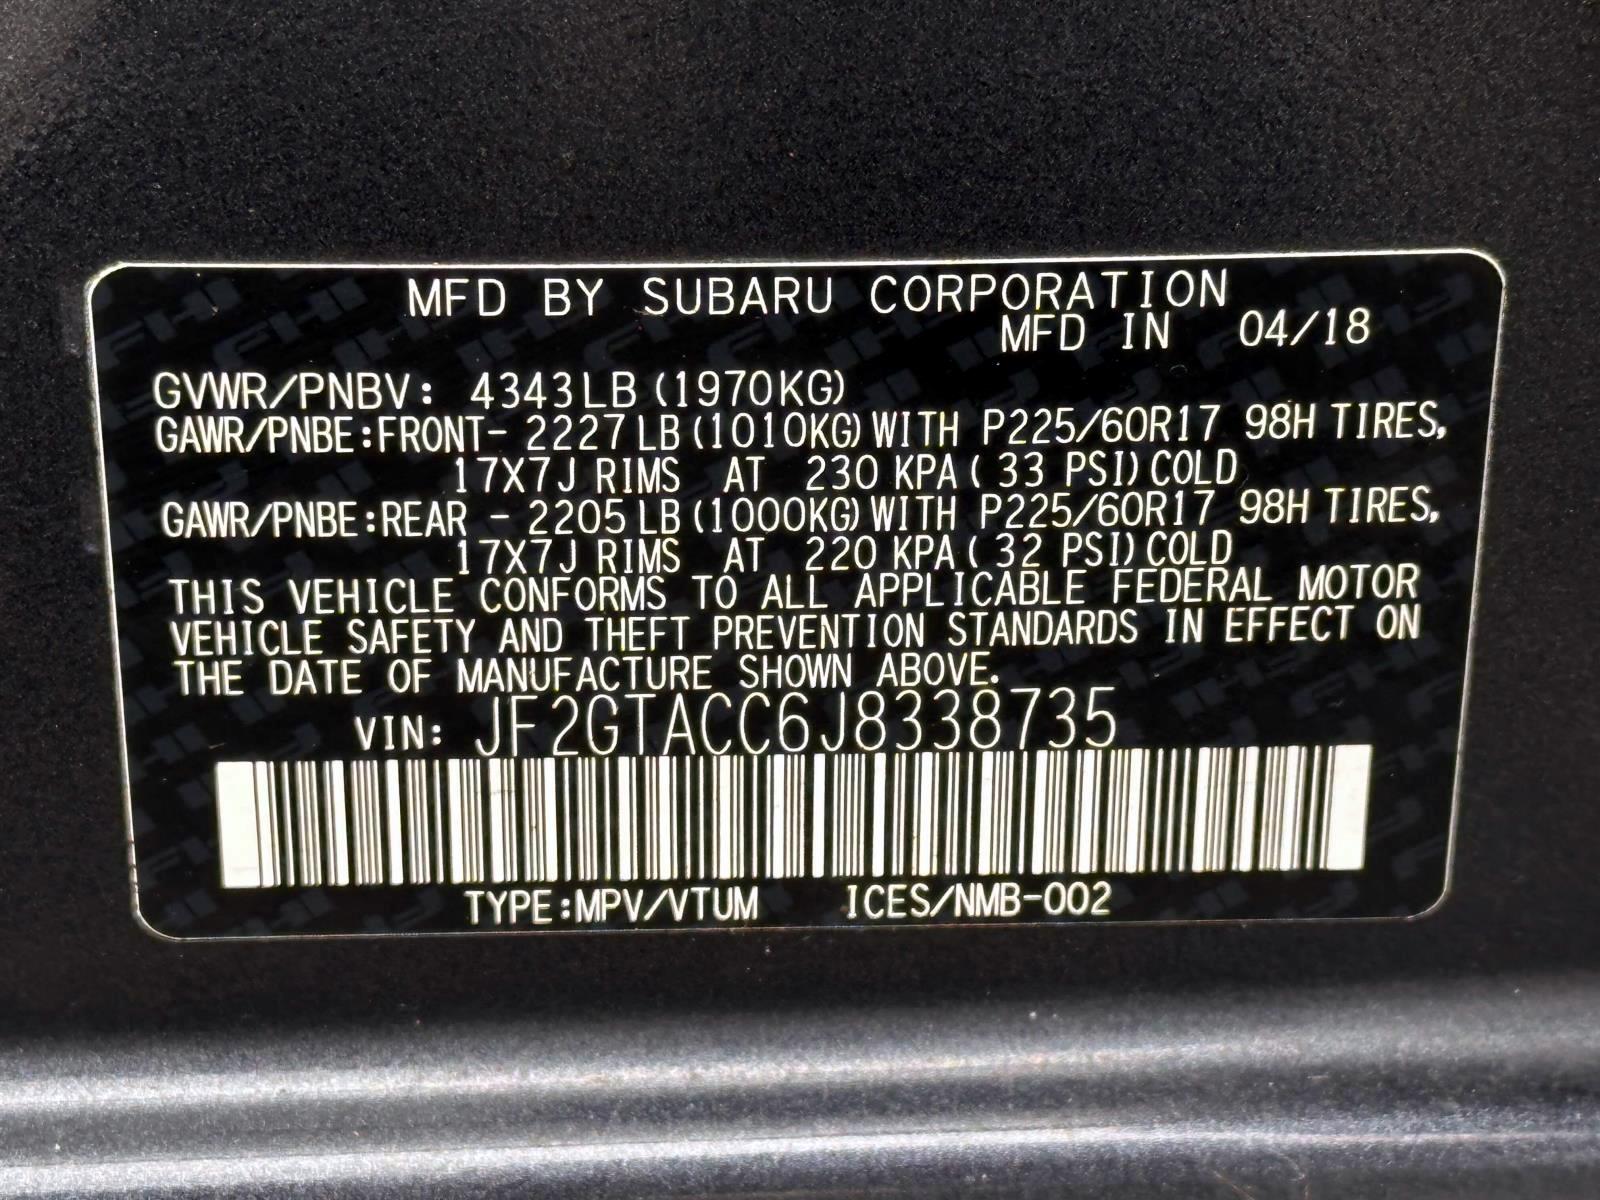 MFD BY SUBARU CORPORATION
MFD IN 04/18
GVWR/PNBV: 4343LB (1970KG)
GAWR/PNBE:FRONT- 2227LB (1010KG) WITH P225/60R17 98H TIRES,
17X7J RIMS AT 230 KPA ( 33 PSI) COLD
GAWR/PNBE:REAR - 2205LB (1000KG) WITH P225/60R17 98H TIRES,
17X7J RIMS AT 220 KPA ( 32 PSI) COLD
THIS VEHICLE CONFORMS TO ALL APPLICABLE FEDERAL MOTOR
VEHICLE SAFETY AND THEFT PREVENTION STANDARDS IN EFFECT ON
THE DATE OF MANUFACTURE SHOWN ABOVE.
VIN: JF2GTACC6J8338735
TYPE:MPV/VTUM ICES/NMB-002